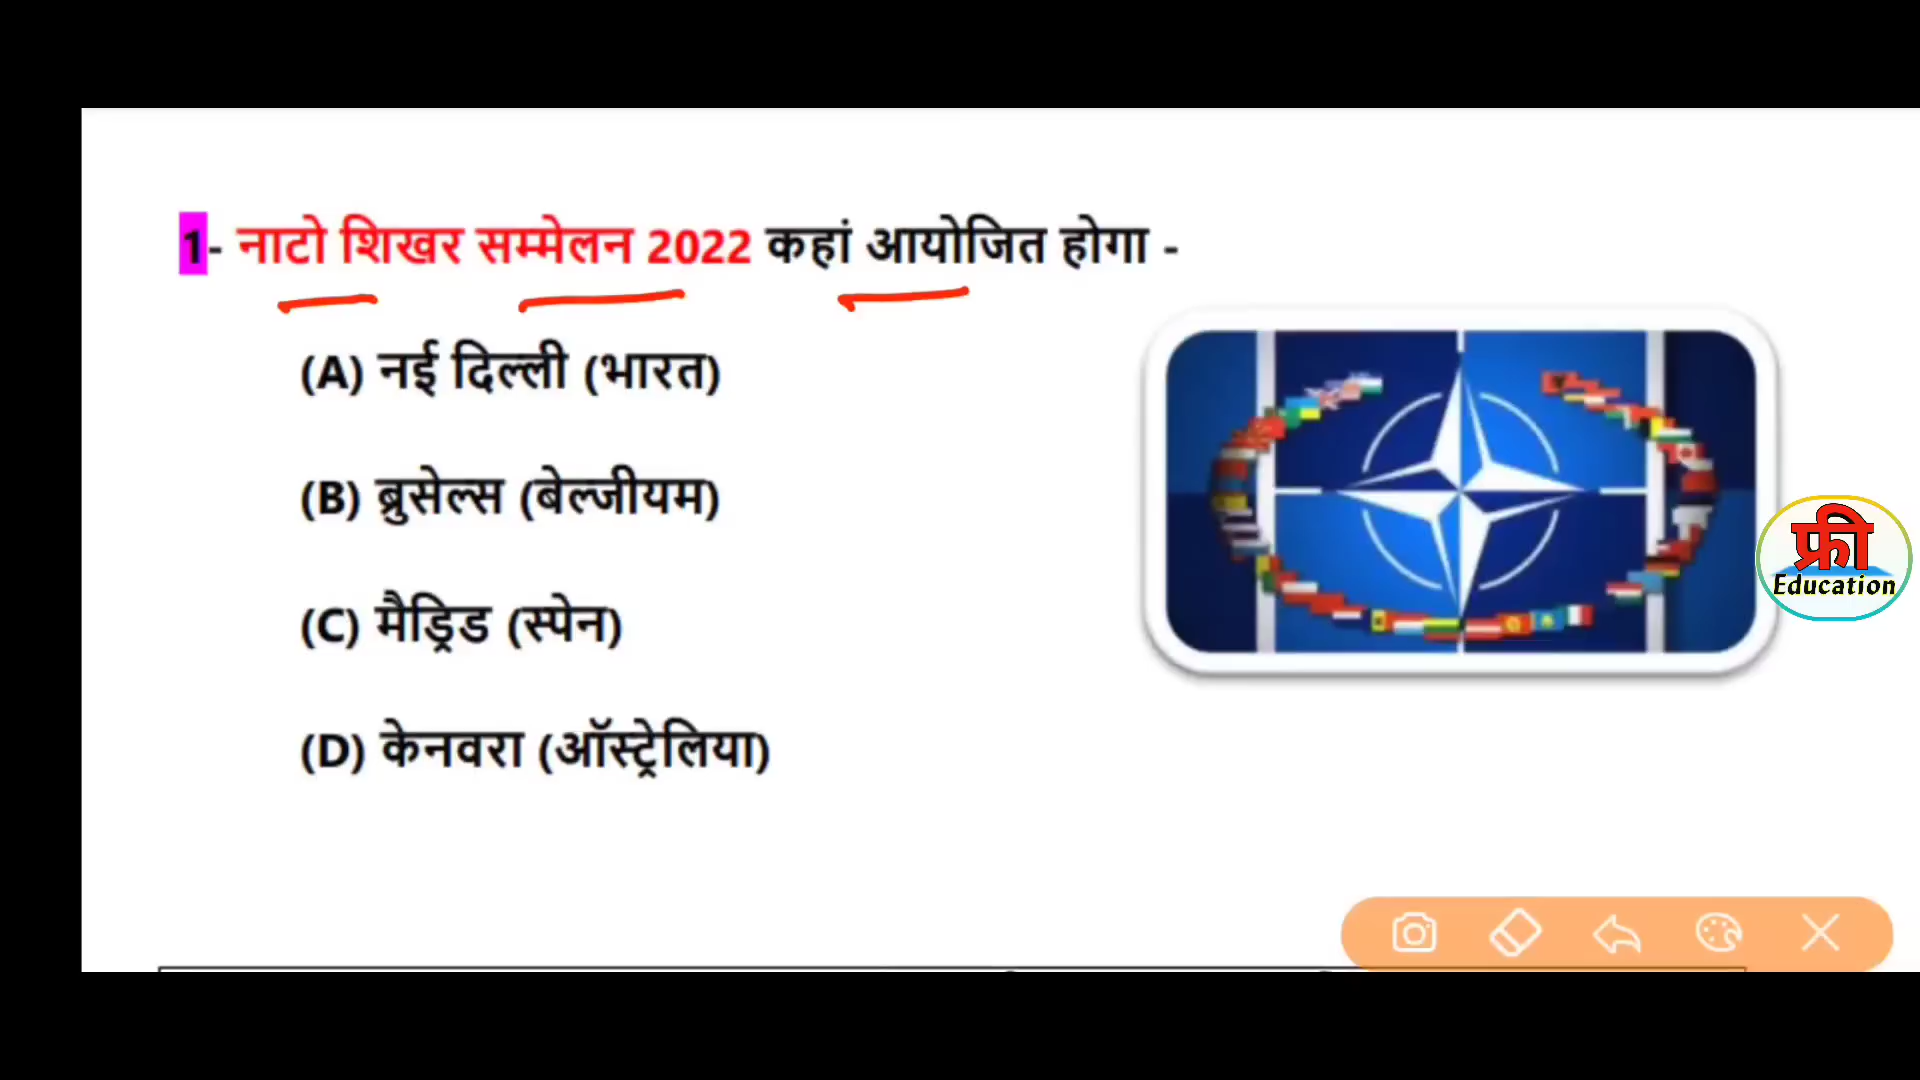 1- नाटो शिखर सम्मेलन 2022 कहां आयोजित होगा -
(A) नई दिल्ली (भारत)
(B) ब्रुसेल्स (बेल्जीयम)
(C) मैड्रिड (स्पेन)
(D) केनवरा (ऑस्ट्रेलिया)
फ्री
Education